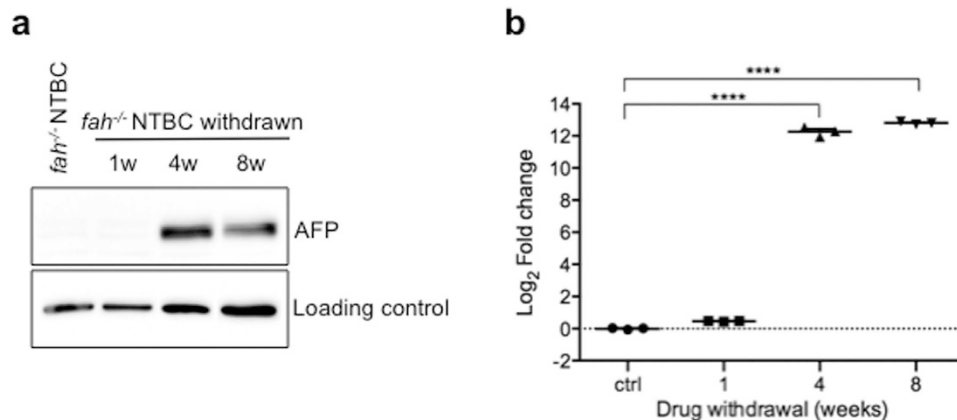 a
fah-/- NTBC
fah-/- NTBC withdrawn
1w 4w 8w
AFP
Loading control
b
****
****
Log2 Fold change
14
12
10
8
6
4
2
0
-2
ctrl 1 4 8
Drug withdrawal (weeks)